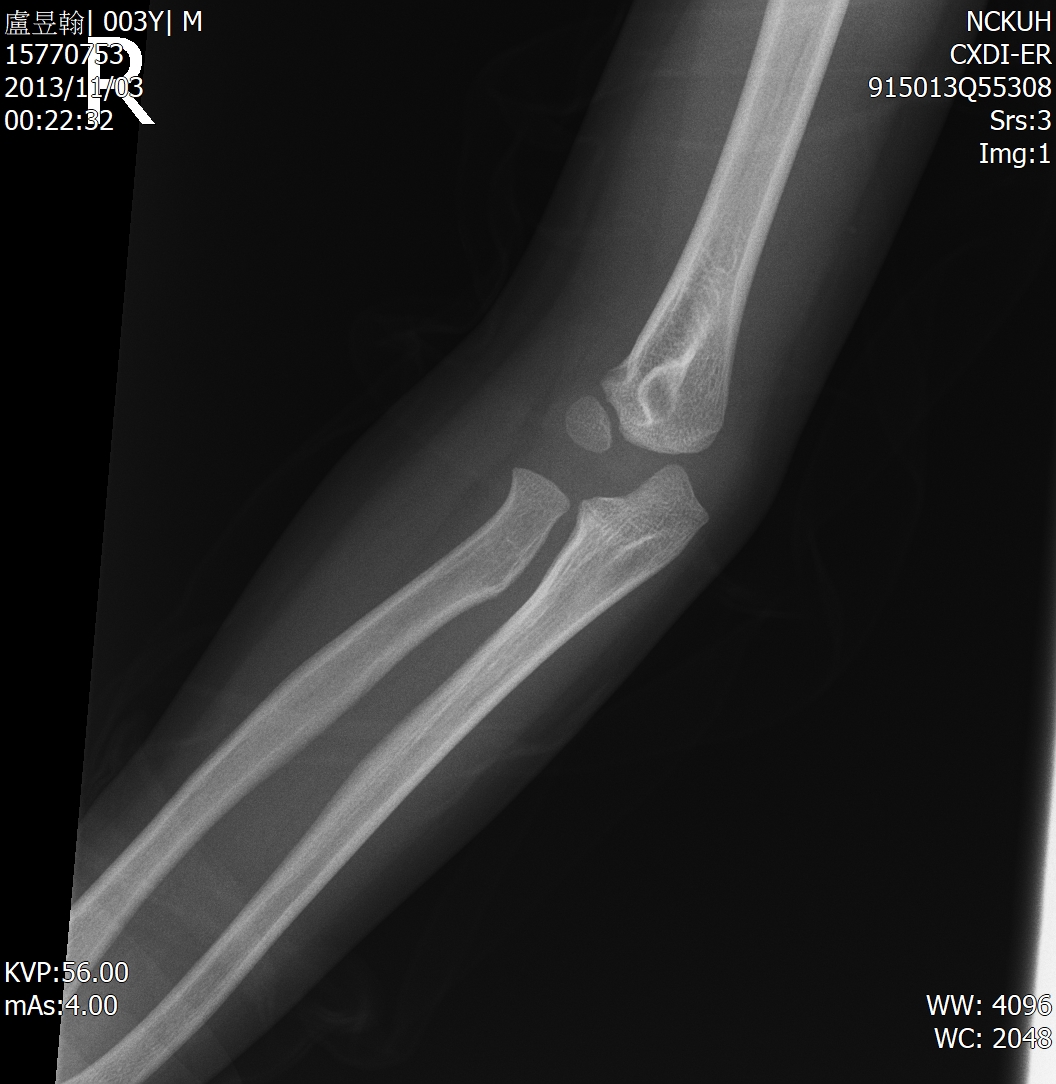 盧昱翰| 003Y| M
15770753
2013/11/03
00:22:32
R
NCKUH
CXDI-ER
915013Q55308
Srs:3
Img:1
KVP:56.00
mAs:4.00
WW: 4096
WC: 2048